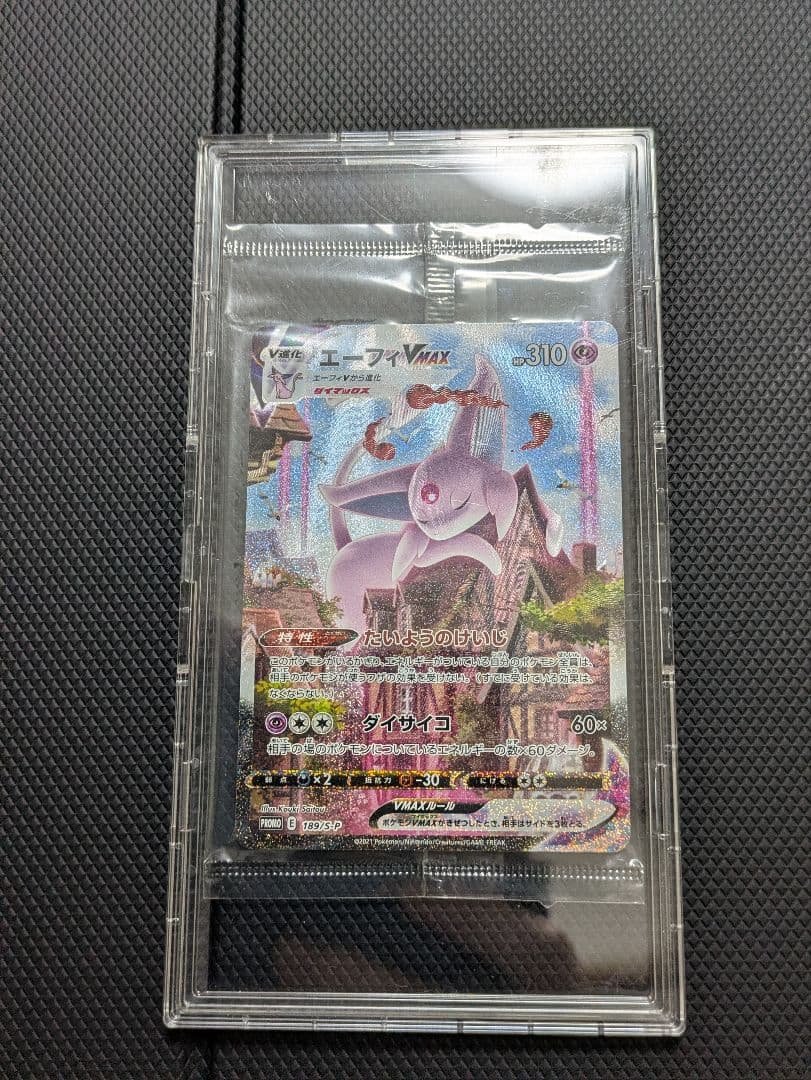 V進化 エーフィVMAX HP310
エーフィVから進化
ダイマックス
特性 たいようのけいじ
このポケモンがいるかぎり、エネルギーがついている自分のポケモン全員は、
相手のポケモンが使うワザの効果を受けない。(すでに受けている効果は、
なくならない。)
ダイサイコ 60×
相手の場のポケモンについているエネルギーの数×60ダメージ。
弱点 ×2 抵抗力 -30 にげる
Illus. Kouki Saitou
VMAXルール
PROMO E 189/S-P
ポケモンVMAXがきぜつしたとき、相手はサイドを3枚とる。
©2021 Pokémon/Nintendo/Creatures/GAME FREAK